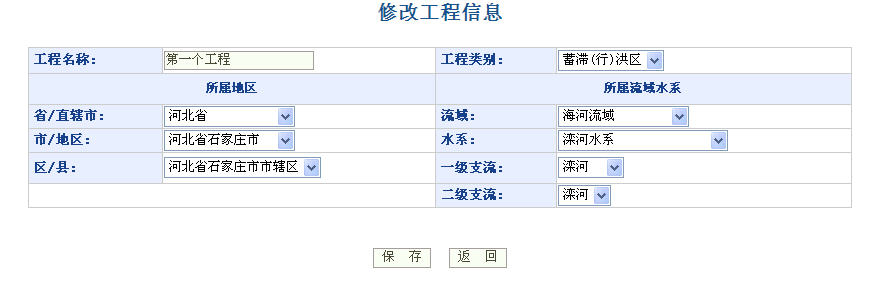 修改工程信息
工程名称： 第一个工程 工程类别： 蓄滞(行)洪区
所属地区 所属流域水系
省/直辖市： 河北省 流域： 海河流域
市/地区： 河北省石家庄市 水系： 滦河水系
区/县： 河北省石家庄市市辖区 一级支流： 滦河
二级支流： 滦河
保 存 返 回